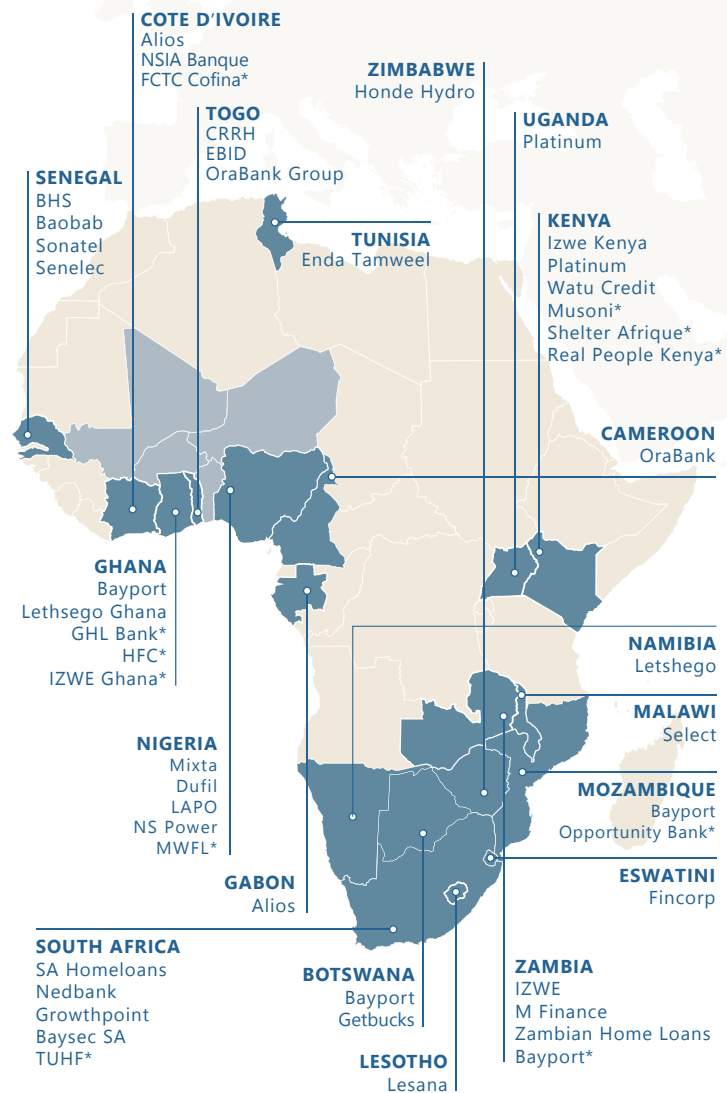 COTE D'IVOIRE
Alios
NSIA Banque
FCTC Cofina*
ZIMBABWE
Honde Hydro
TOGO
CRRH
EBID
OraBank Group
UGANDA
Platinum
SENEGAL
BHS
Baobab
Sonatel
Senelec
TUNISIA
Enda Tamweel
KENYA
Izwe Kenya
Platinum
Watu Credit
Musoni*
Shelter Afrique*
Real People Kenya*
CAMEROON
OraBank
GHANA
Bayport
Lethsego Ghana
GHL Bank*
HFC*
IZWE Ghana*
NAMIBIA
Letshego
MALAWI
Select
NIGERIA
Mixta
Dufil
LAPO
NS Power
MWFL*
MOZAMBIQUE
Bayport
Opportunity Bank*
GABON
Alios
ESWATINI
Fincorp
SOUTH AFRICA
SA Homeloans
Nedbank
Growthpoint
Baysec SA
TUHF*
BOTSWANA
Bayport
Getbucks
ZAMBIA
IZWE
M Finance
Zambian Home Loans
Bayport*
LESOTHO
Lesana